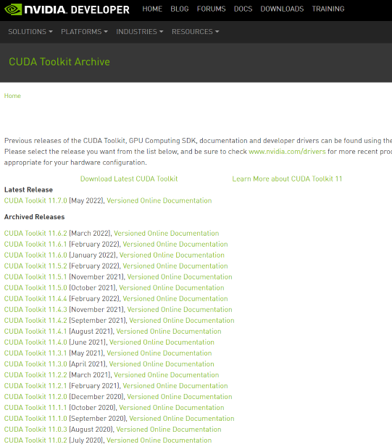 NVIDIA. DEVELOPER HOME BLOG FORUMS DOCS DOWNLOADS TRAINING
SOLUTIONS PLATFORMS INDUSTRIES RESOURCES
CUDA Toolkit Archive
Home
Previous releases of the CUDA Toolkit, GPU Computing SDK, documentation and developer drivers can be found using the
Please select the release you want from the list below, and be sure to check www.nvidia.com/drivers for more recent
appropriate for your hardware configuration.
Download Latest CUDA Toolkit Learn More about CUDA Toolkit 11
Latest Release
CUDA Toolkit 11.7.0 (May 2022), Versioned Online Documentation
Archived Releases
CUDA Toolkit 11.6.2 (March 2022), Versioned Online Documentation
CUDA Toolkit 11.6.1 (February 2022), Versioned Online Documentation
CUDA Toolkit 11.6.0 (January 2022), Versioned Online Documentation
CUDA Toolkit 11.5.2 (February 2022), Versioned Online Documentation
CUDA Toolkit 11.5.1 (November 2021), Versioned Online Documentation
CUDA Toolkit 11.5.0 (October 2021), Versioned Online Documentation
CUDA Toolkit 11.4.4 (February 2022), Versioned Online Documentation
CUDA Toolkit 11.4.3 (November 2021), Versioned Online Documentation
CUDA Toolkit 11.4.2 (September 2021), Versioned Online Documentation
CUDA Toolkit 11.4.1 (August 2021), Versioned Online Documentation
CUDA Toolkit 11.4.0 (June 2021), Versioned Online Documentation
CUDA Toolkit 11.3.1 (May 2021), Versioned Online Documentation
CUDA Toolkit 11.3.0 (April 2021), Versioned Online Documentation
CUDA Toolkit 11.2.2 (March 2021), Versioned Online Documentation
CUDA Toolkit 11.2.1 (February 2021), Versioned Online Documentation
CUDA Toolkit 11.2.0 (December 2020), Versioned Online Documentation
CUDA Toolkit 11.1.1 (October 2020), Versioned Online Documentation
CUDA Toolkit 11.1.0 (September 2020), Versioned Online Documentation
CUDA Toolkit 11.0.3 (August 2020), Versioned Online Documentation
CUDA Toolkit 11.0.2 (July 2020), Versioned Online Documentation